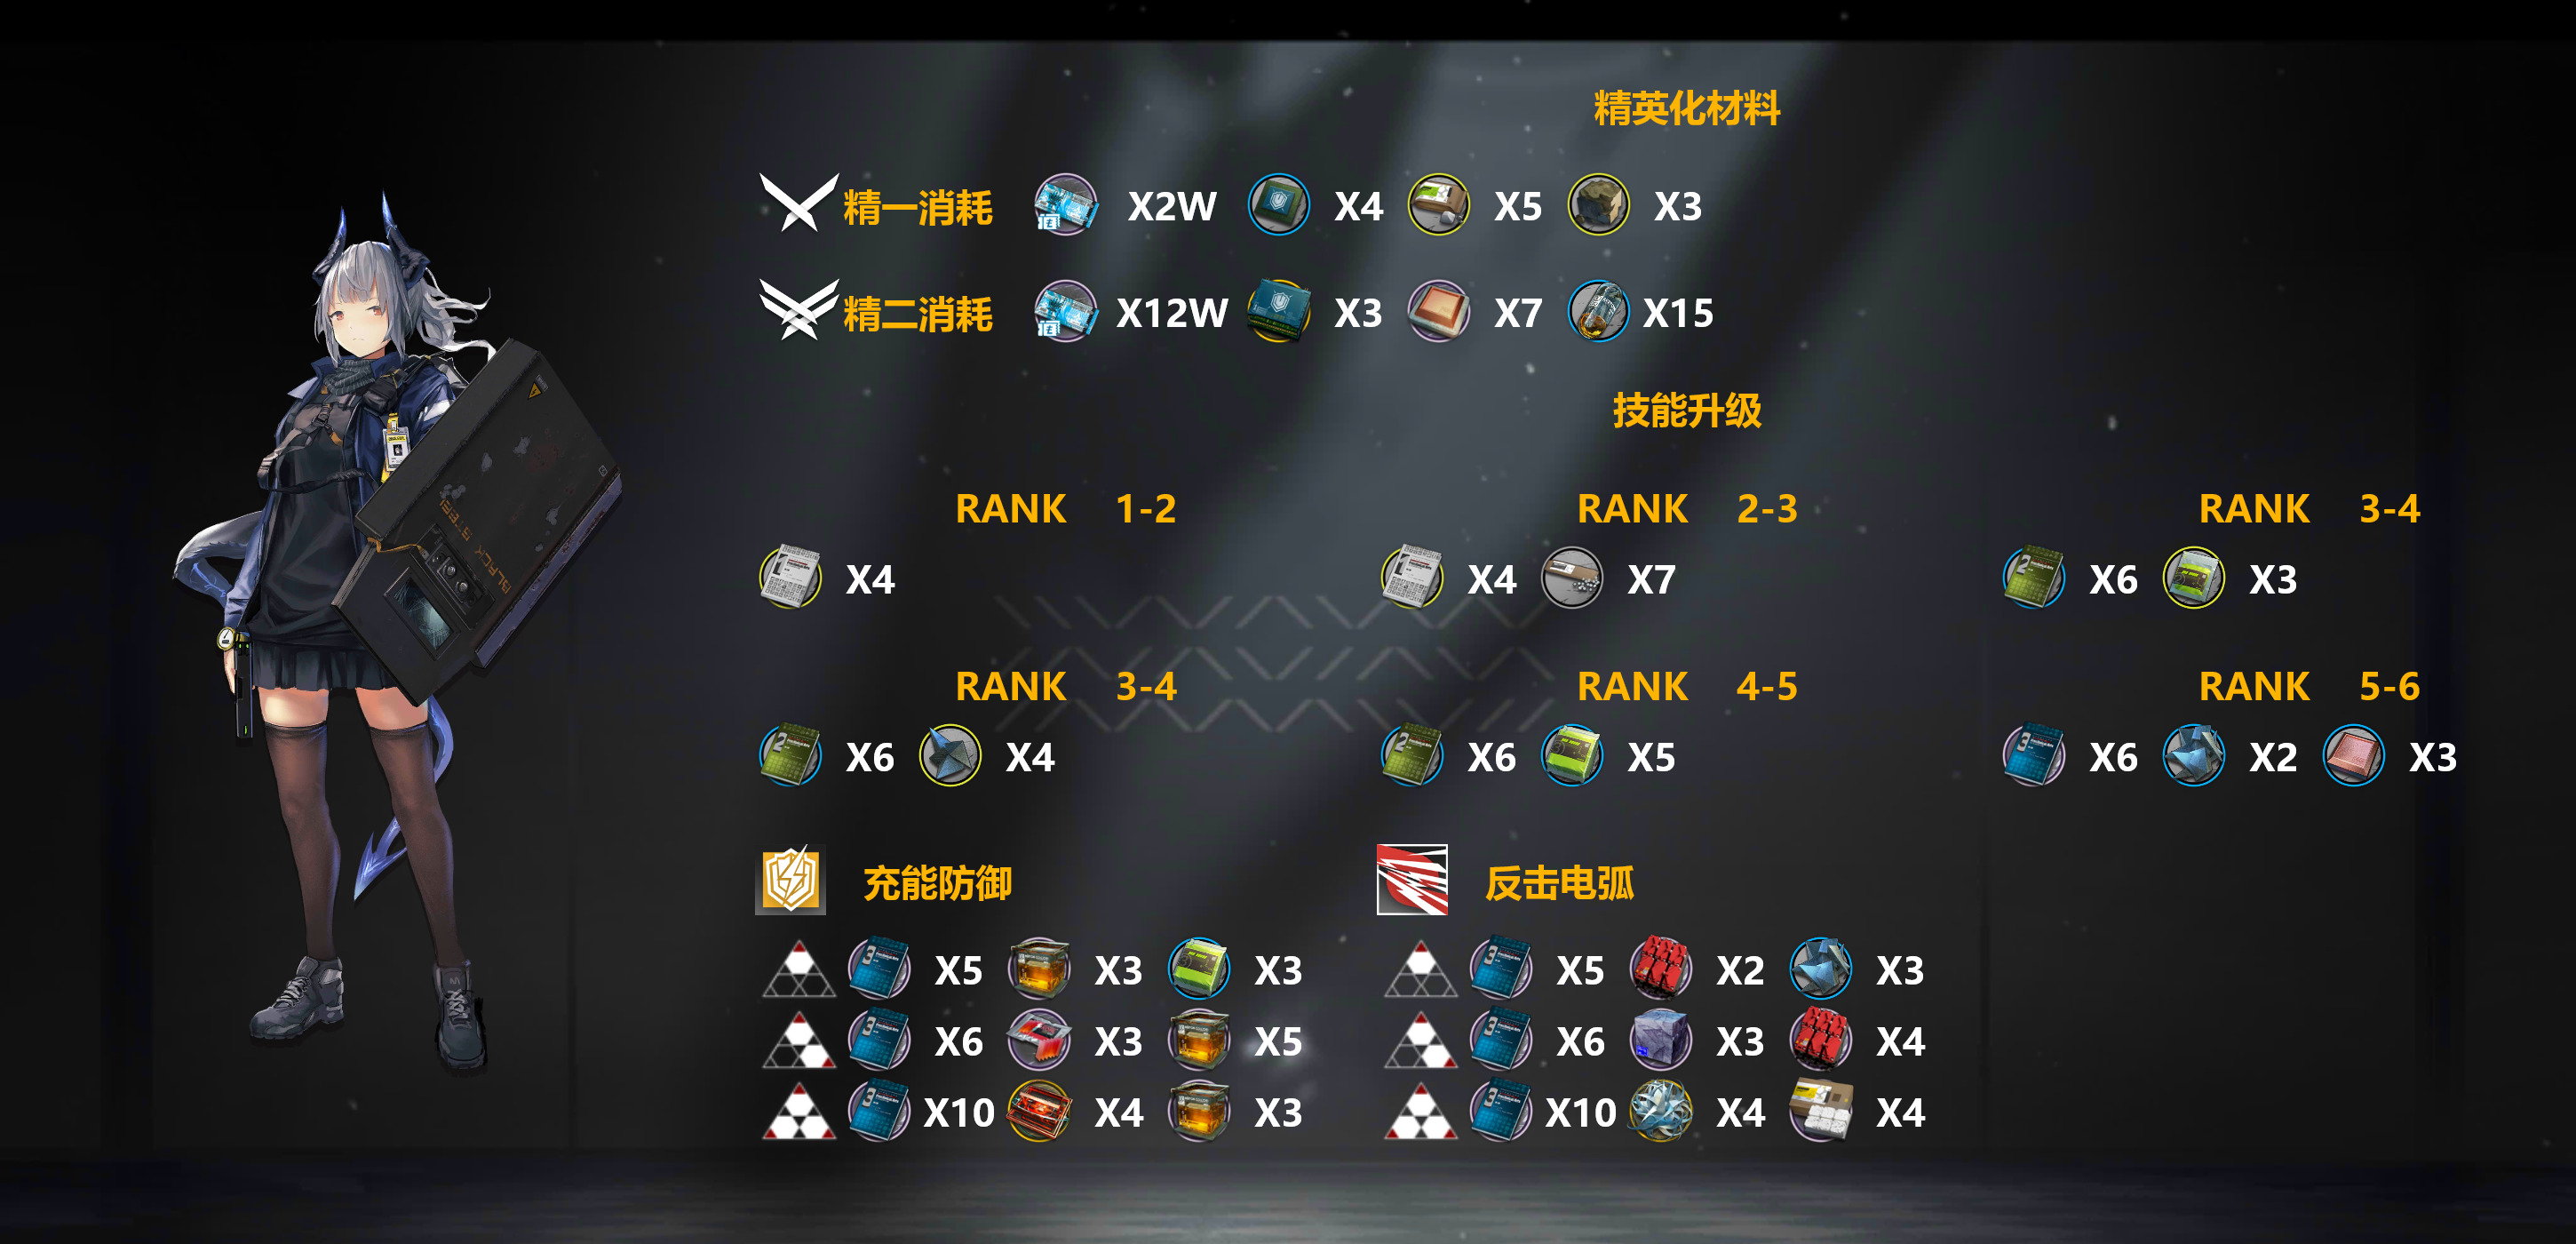 精英化材料
精一消耗 X2W X4 X5 X3
精二消耗 X12W X3 X7 X15
技能升级
RANK 1-2 RANK 2-3 RANK 3-4
X4 X4 X7 X6 X3
RANK 3-4 RANK 4-5 RANK 5-6
X6 X4 X6 X5 X6 X2 X3
充能防御 反击电弧
X5 X3 X3 X5 X2 X3
X6 X3 X5 X6 X3 X4
X10 X4 X3 X10 X4 X4
BLACK STEEL